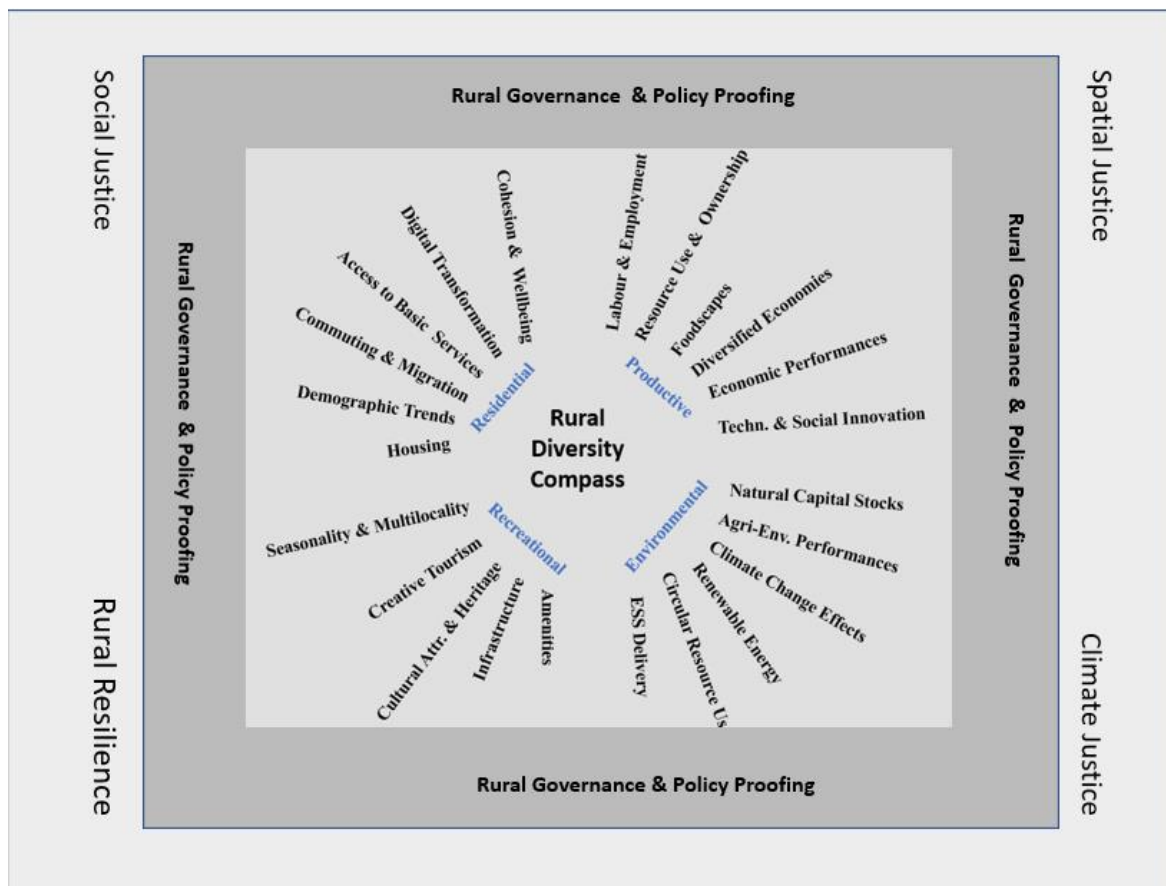 Social Justice
Spatial Justice
Rural Governance & Policy Proofing
Rural Governance & Policy Proofing
Rural Governance & Policy Proofing
Cohesion & Wellbeing
Digital Transformation
Access to Basic Services
Commuting & Migration
Demographic Trends
Housing
Residential
Labour & Employment
Resource Use & Ownership
Foodscapes
Diversified Economies
Economic Performances
Techn. & Social Innovation
Productive
Rural
Diversity
Compass
Seasonality & Multilocality
Creative Tourism
Cultural Attr. & Heritage
Infrastructure
Amenities
Recreational
Natural Capital Stocks
Agri-Env. Performances
Climate Change Effects
Renewable Energy
Circular Resource Us
ESS Delivery
Environmental
Rural Resilience
Climate Justice
Rural Governance & Policy Proofing